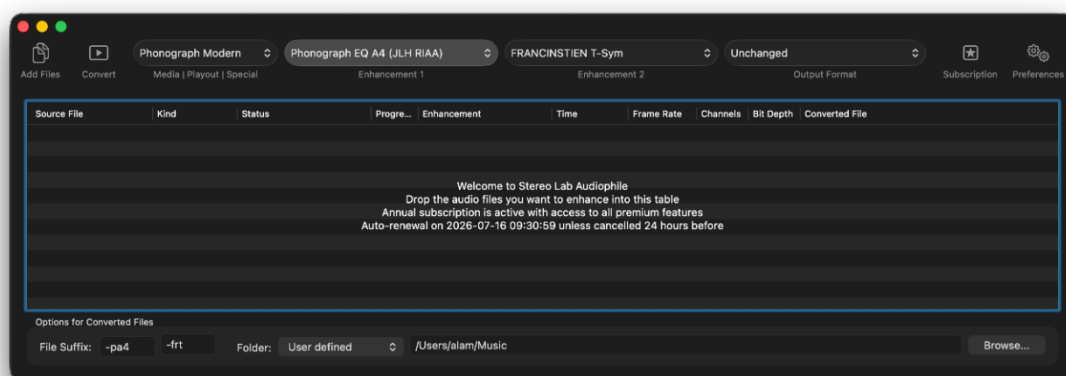 Phonograph Modern
Phonograph EQ A4 (JLH RIAA)
FRANCINSTIEN T-Sym
Unchanged
Add Files
Convert
Media | Playout | Special
Enhancement 1
Enhancement 2
Output Format
Subscription
Preferences
Source File
Kind
Status
Progre...
Enhancement
Time
Frame Rate
Channels
Bit Depth
Converted File
Welcome to Stereo Lab Audiophile
Drop the audio files you want to enhance into this table
Annual subscription is active with access to all premium features
Auto-renewal on 2026-07-16 09:30:59 unless cancelled 24 hours before
Options for Converted Files
File Suffix:
-pa4
-frt
Folder:
User defined
/Users/alam/Music
Browse...